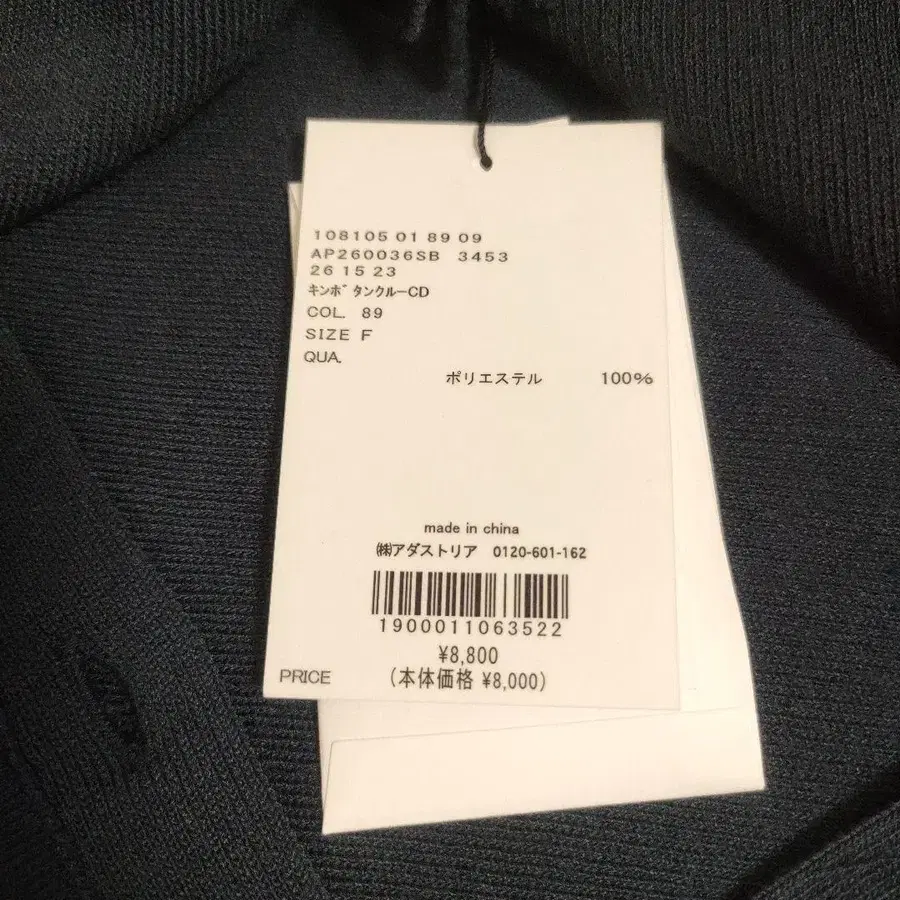 108105 01 89 09
AP260036SB 3453
26 15 23
キンボタンクルーCD
COL. 89
SIZE F
QUA.
ポリエステル 100%
made in china
㈱アダストリア 0120-601-162
1900011063522
¥8,800
PRICE (本体価格 ¥8,000)